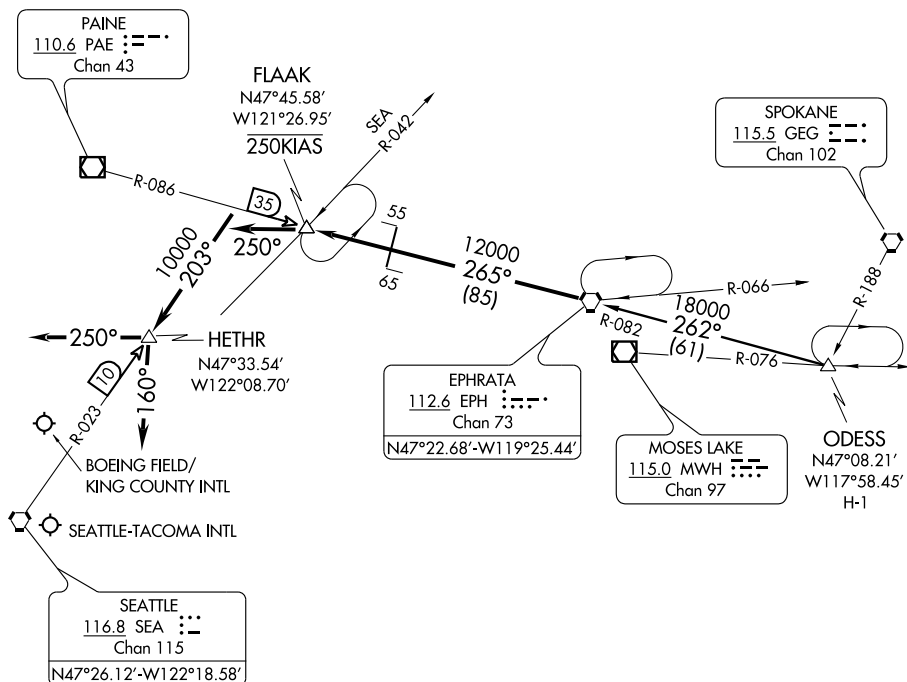 PAINE
110.6 PAE
Chan 43
FLAAK
N47°45.58'
W121°26.95'
250KIAS
SEA
R-042
SPOKANE
115.5 GEG
Chan 102
R-086
35
250°
10000
203°
55
65
12000
265°
(85)
R-066
R-188
18000
262°
(61)
R-082
R-076
250°
HETHR
N47°33.54'
W122°08.70'
10
160°
R-023
EPHRATA
112.6 EPH
Chan 73
N47°22.68'-W119°25.44'
MOSES LAKE
115.0 MWH
Chan 97
ODESS
N47°08.21'
W117°58.45'
H-1
BOEING FIELD/
KING COUNTY INTL
SEATTLE-TACOMA INTL
SEATTLE
116.8 SEA
Chan 115
N47°26.12'-W122°18.58'